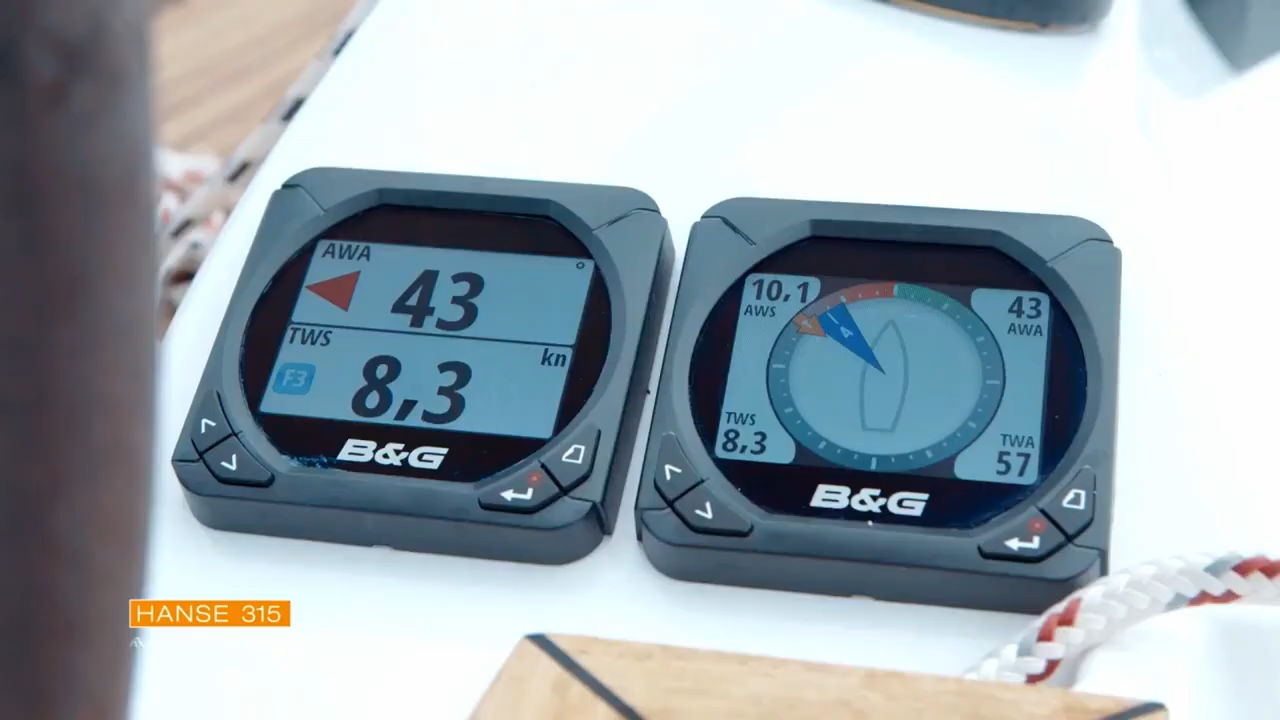 AWA
°
43
TWS
kn
F3
8,3
B&G
10,1
AWS
43
AWA
A
TWS
8,3
TWA
57
B&G
HANSE 315